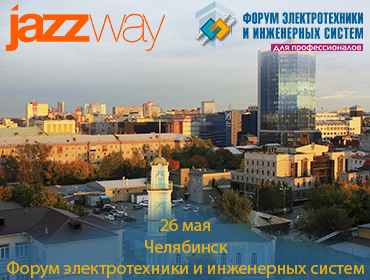 jazzway
ФОРУМ ЭЛЕКТРОТЕХНИКИ
И ИНЖЕНЕРНЫХ СИСТЕМ
для профессионалов
26 мая
Челябинск
Форум электротехники и инженерных систем